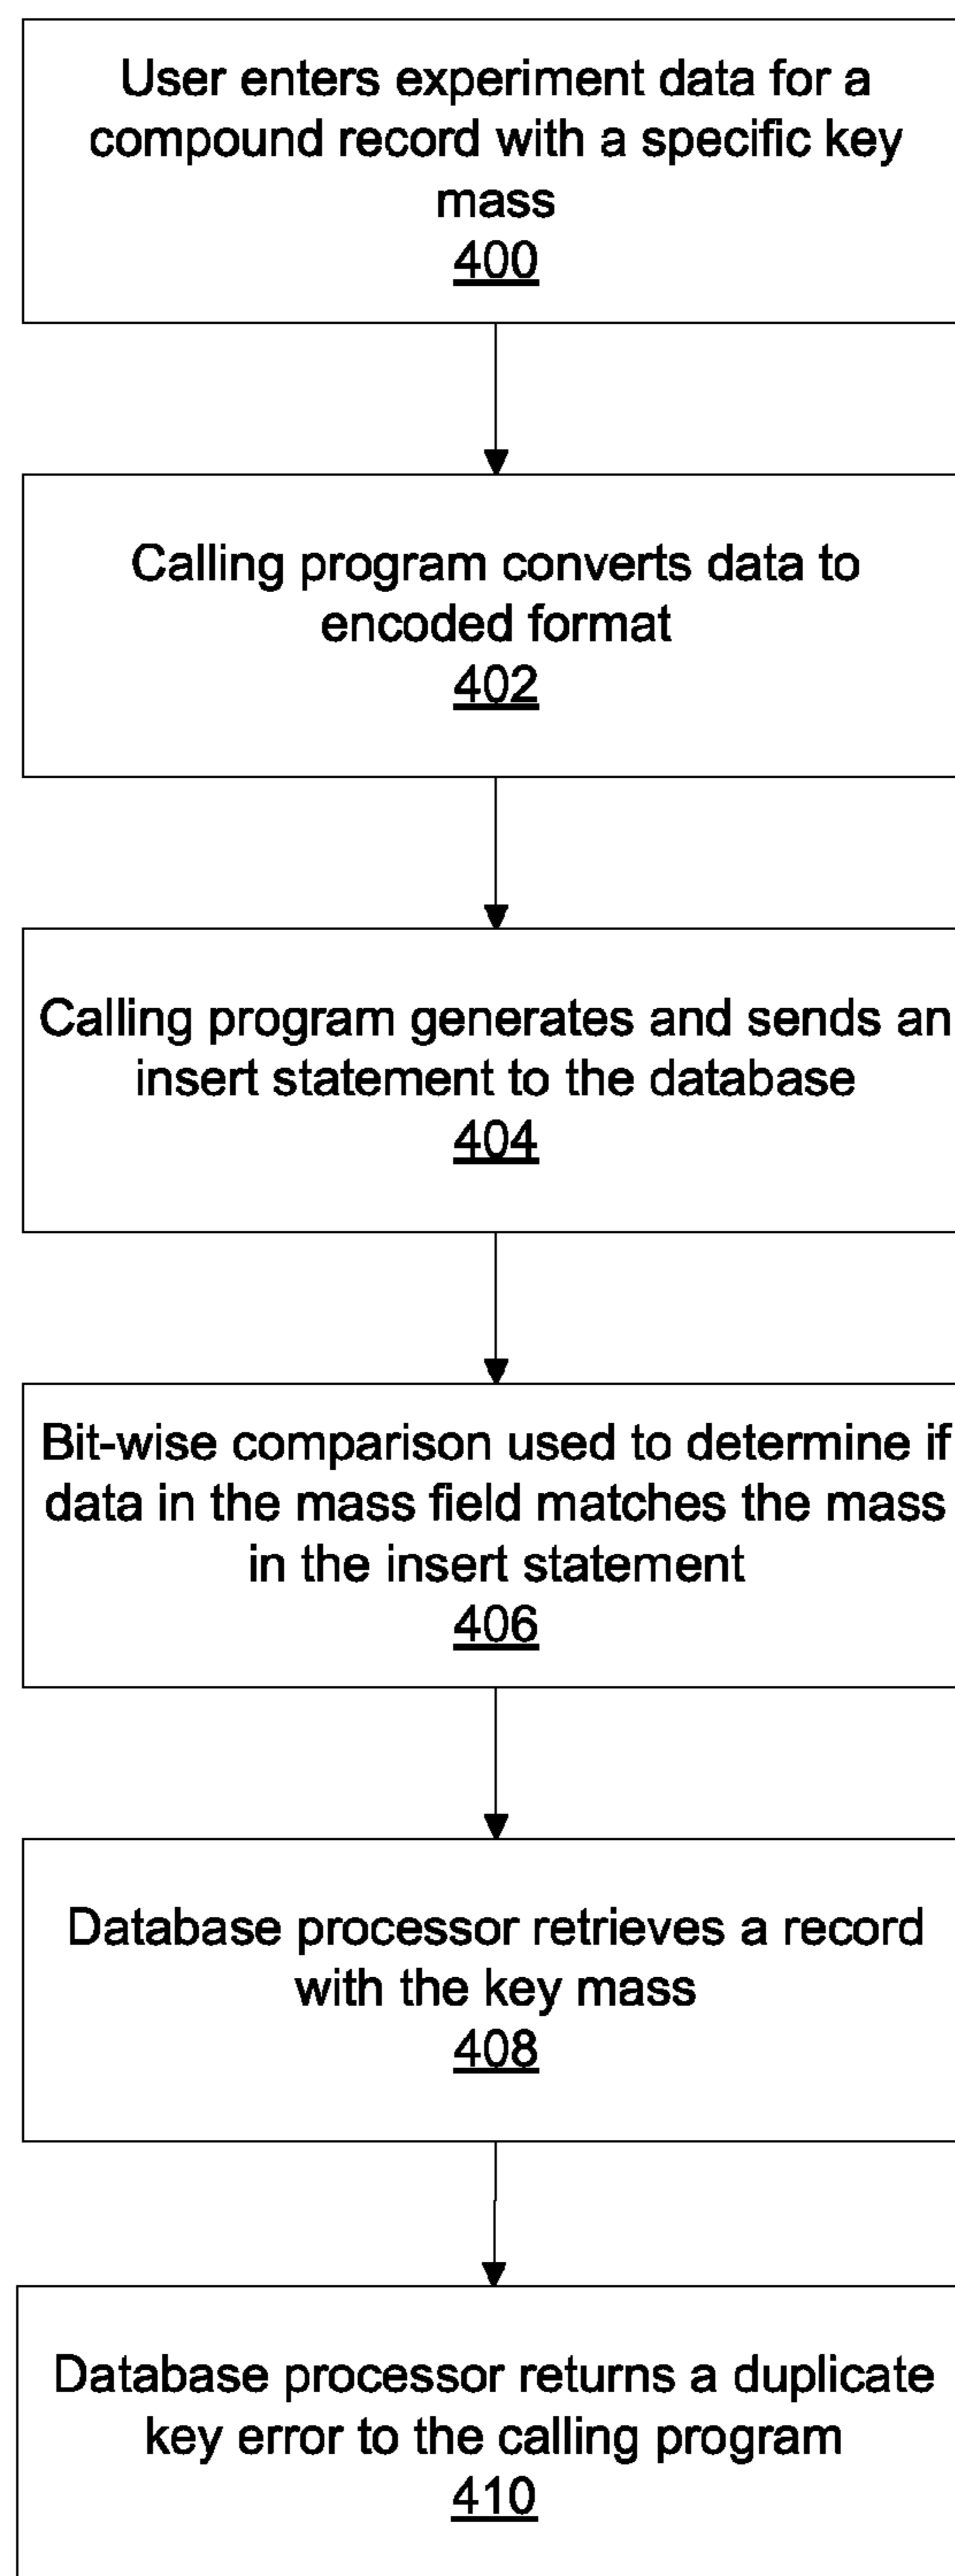 User enters experiment data for a
compound record with a specific key
mass
400
Calling program converts data to
encoded format
402
Calling program generates and sends an
insert statement to the database
404
Bit-wise comparison used to determine if
data in the mass field matches the mass
in the insert statement
406
Database processor retrieves a record
with the key mass
408
Database processor returns a duplicate
key error to the calling program
410